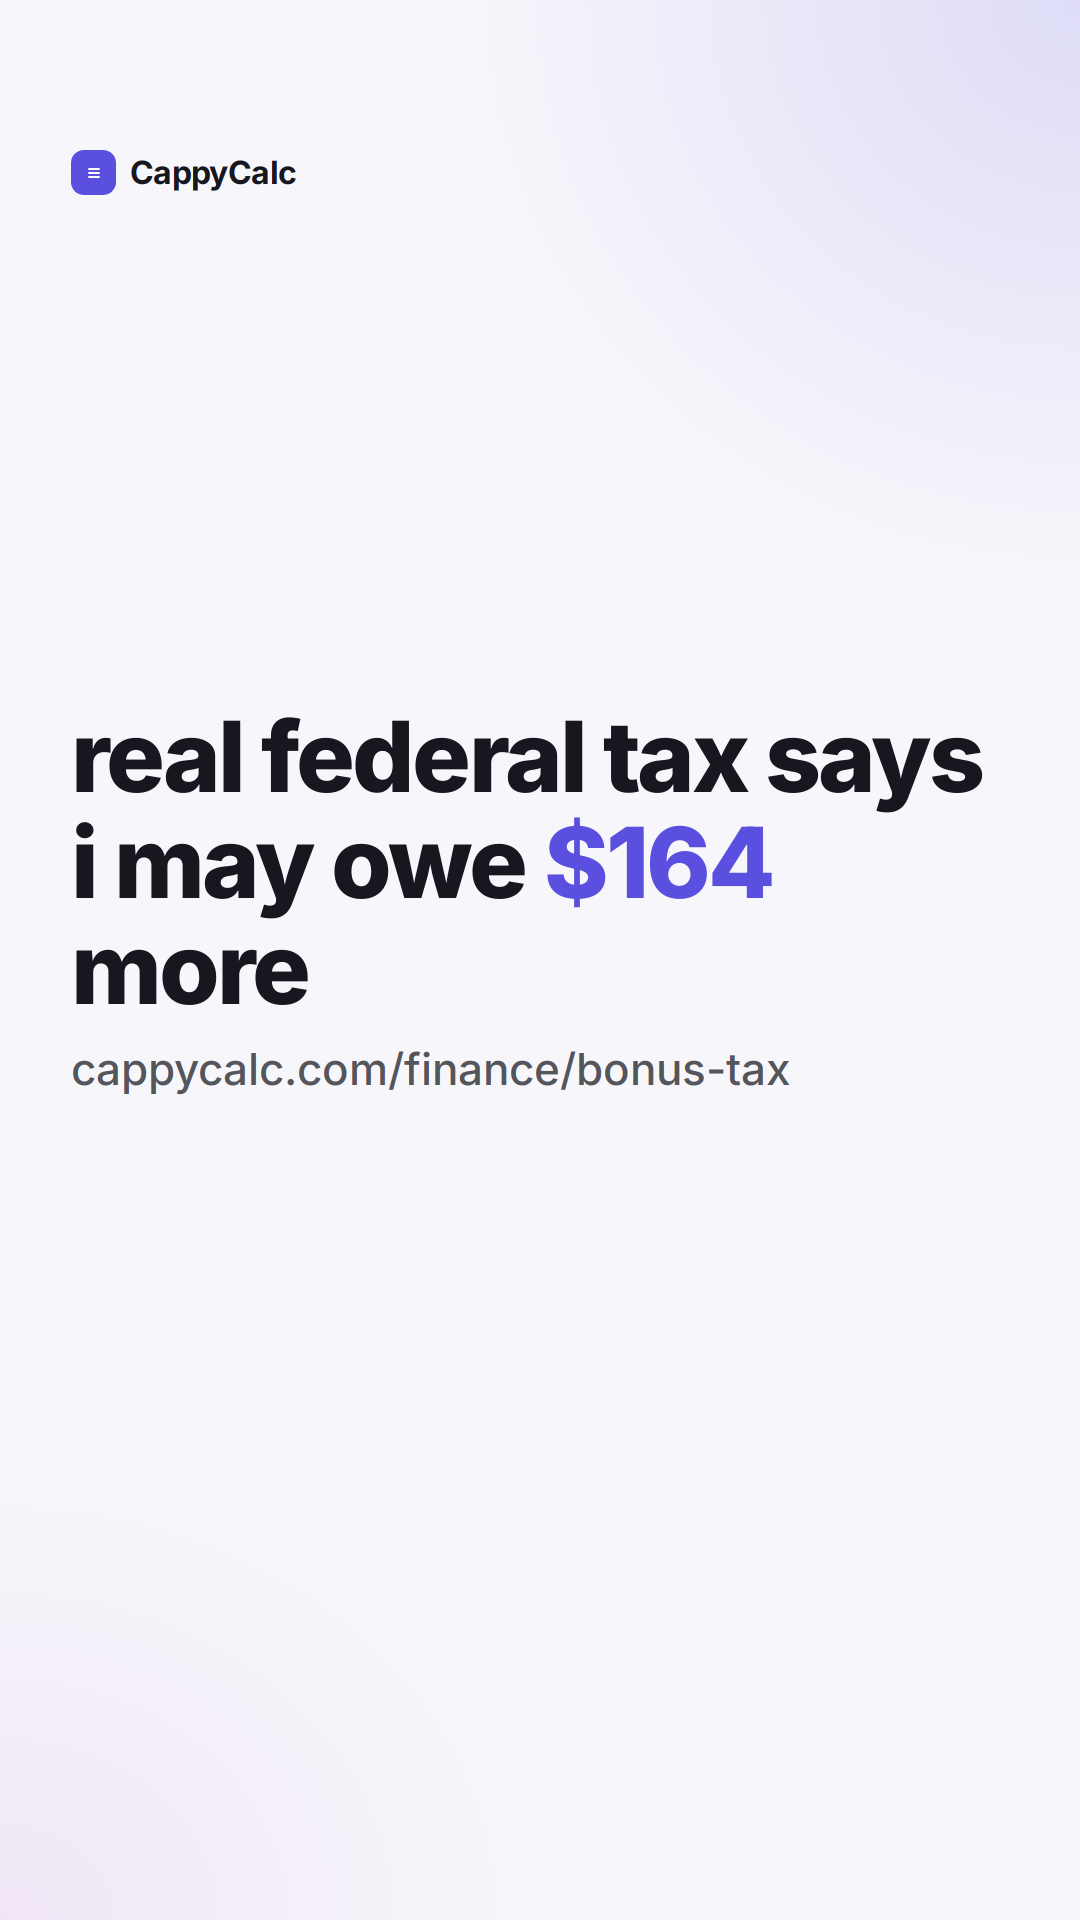 CappyCalc
real federal tax says
i may owe $164
more
cappycalc.com/finance/bonus-tax